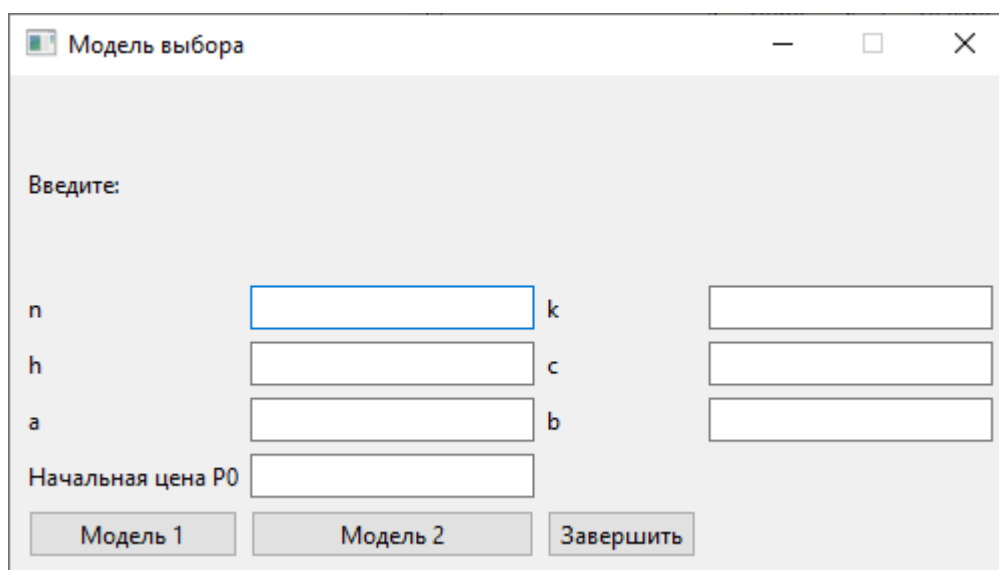 Модель выбора
Введите:
n k
h c
a b
Начальная цена P0
Модель 1 Модель 2 Завершить